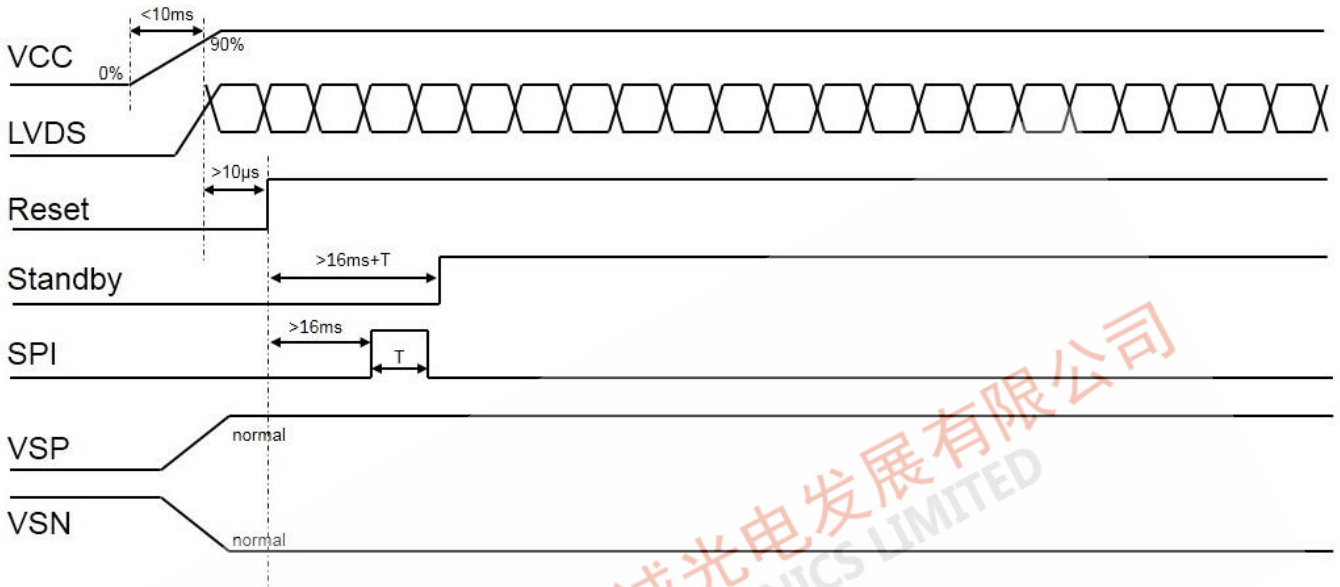 <10ms
VCC
0%
90%
LVDS
>10µs
Reset
>16ms+T
Standby
>16ms
SPI
T
VSP
normal
VSN
normal
光电发展有限公司
LIMITED